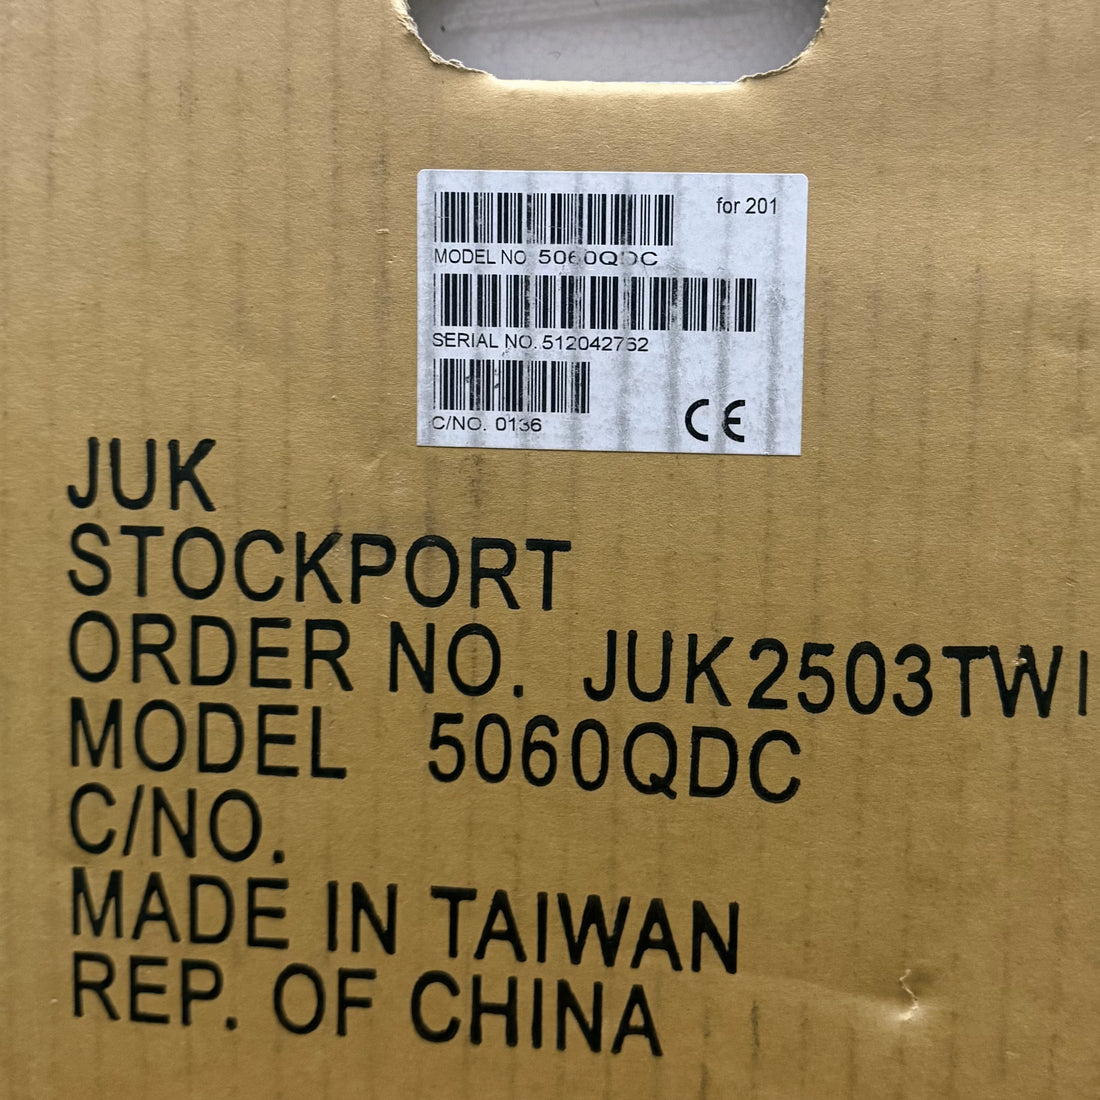 for 201
MODEL NO. 5060QDC
SERIAL NO. 512042762
C/NO. 0136
CE
JUK
STOCKPORT
ORDER NO. JUK2503TWI
MODEL 5060QDC
C/NO.
MADE IN TAIWAN
REP. OF CHINA